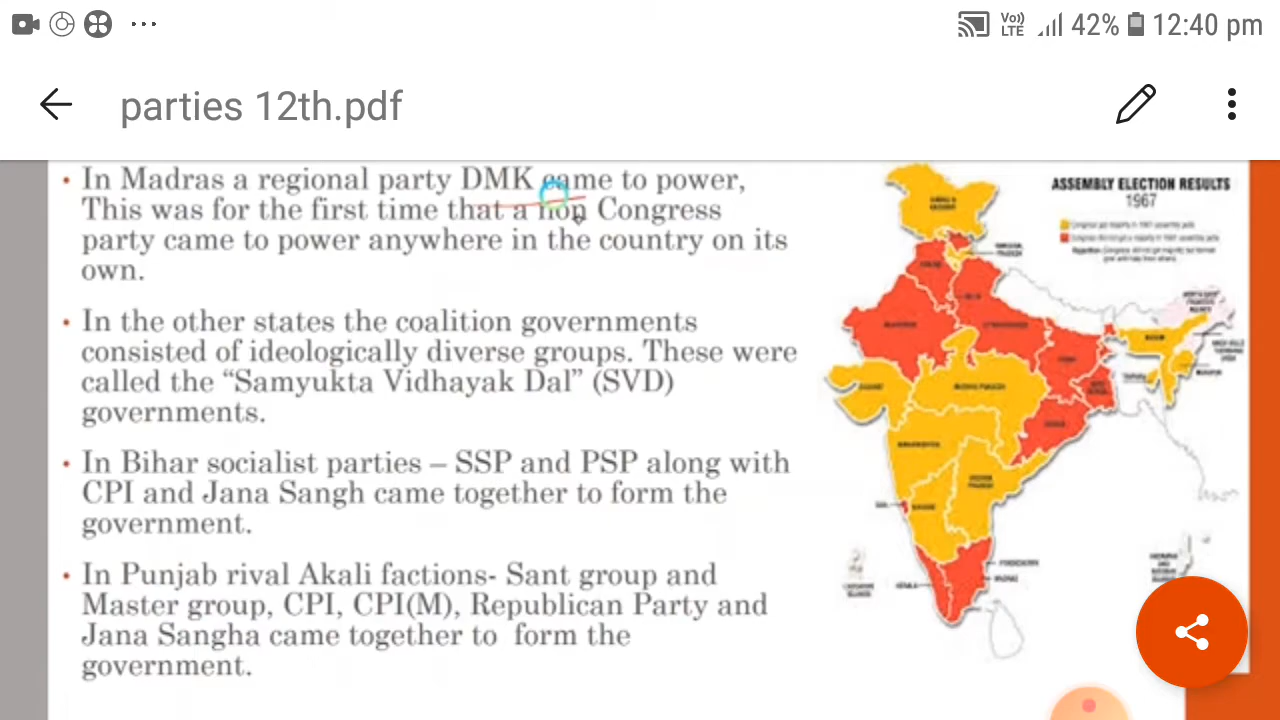 Vo)) LTE 42% 12:40 pm
parties 12th.pdf
• In Madras a regional party DMK came to power,
This was for the first time that a non Congress
party came to power anywhere in the country on its
own.
• In the other states the coalition governments
consisted of ideologically diverse groups. These were
called the “Samyukta Vidhayak Dal” (SVD)
governments.
• In Bihar socialist parties – SSP and PSP along with
CPI and Jana Sangh came together to form the
government.
• In Punjab rival Akali factions- Sant group and
Master group, CPI, CPI(M), Republican Party and
Jana Sangha came together to form the
government.
ASSEMBLY ELECTION RESULTS
1967